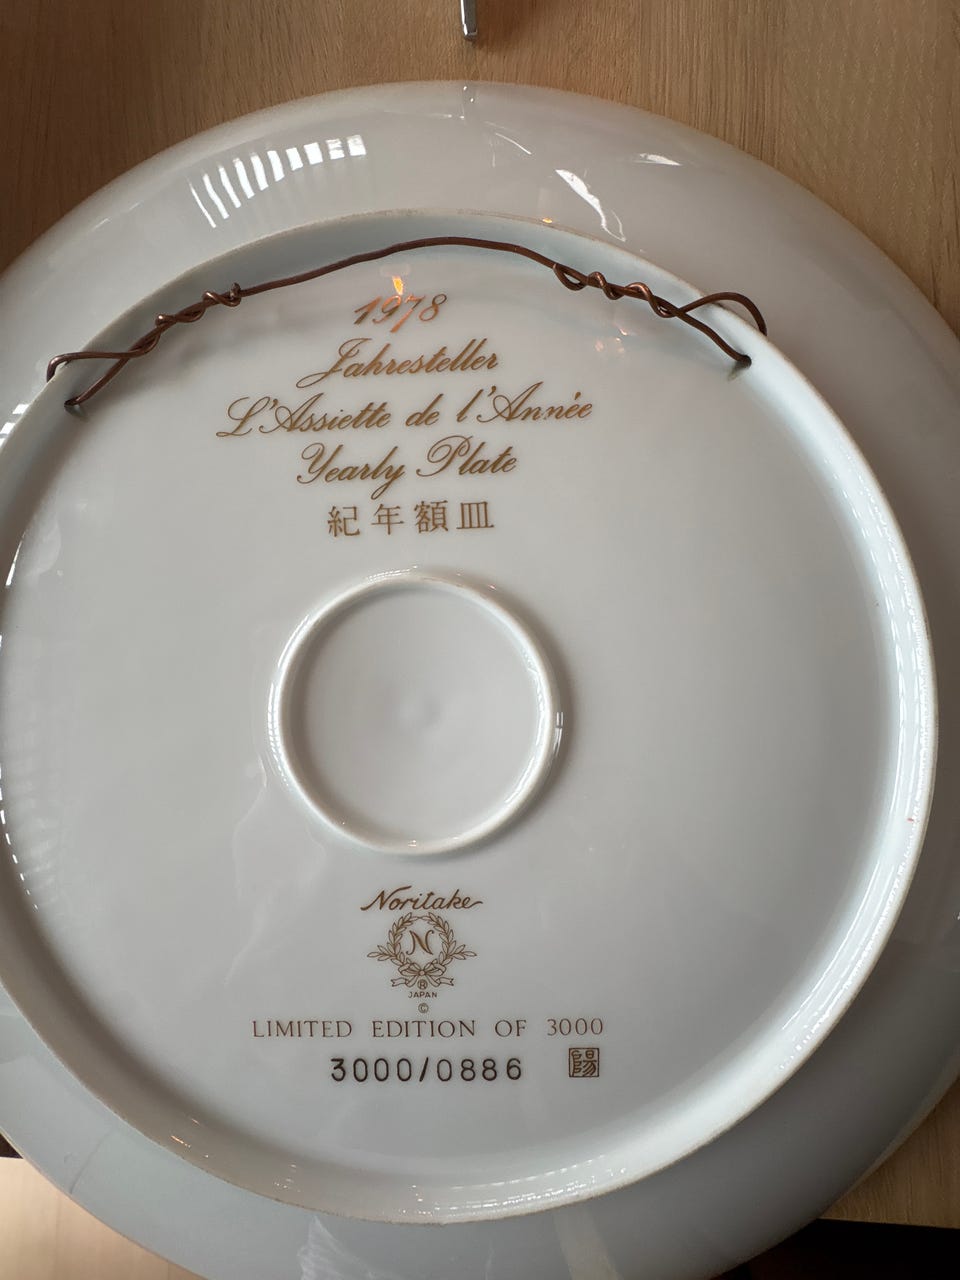 1978
Jahresteller
L'Assiette de l'Année
Yearly Plate
紀年額皿
Noritake
N
®
JAPAN
©
LIMITED EDITION OF 3000
3000/0886 陽